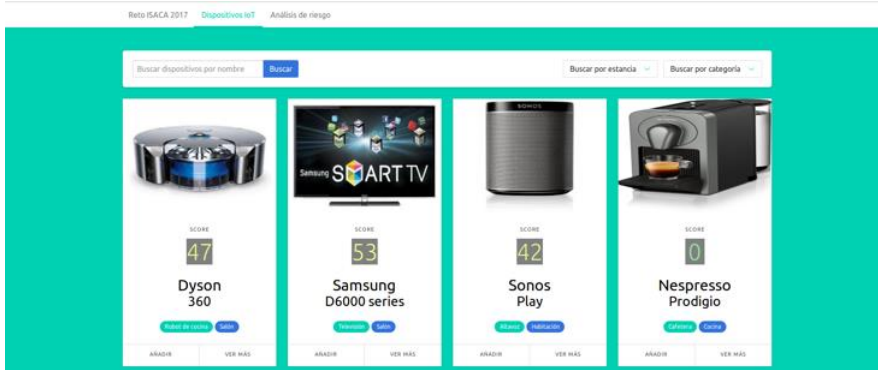 Reto ISACA 2017 Dispositivos IoT Análisis de riesgo
Buscar dispositivos por nombre Buscar Buscar por estancia Buscar por categoría
SONOS
Samsung SMART TV
SCORE SCORE SCORE SCORE
47 53 42 0
Dyson Samsung Sonos Nespresso
360 D6000 series Play Prodigio
Robot de cocina Salón Televisión Salón Altavoz Habitación Cafetera Cocina
AÑADIR VER MÁS AÑADIR VER MÁS AÑADIR VER MÁS AÑADIR VER MÁS